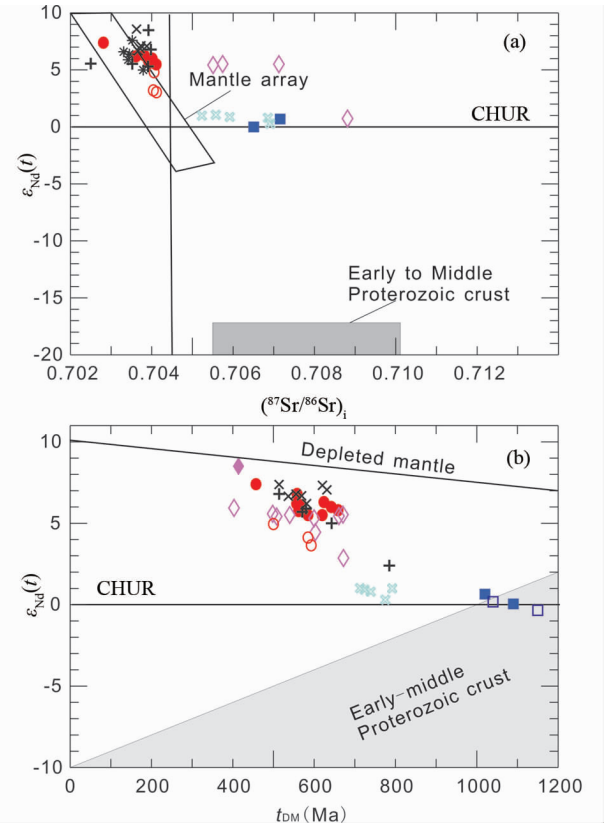 10
(a)
5
Mantle array
CHUR
0
εNd(t)
-5
-10
Early to Middle
Proterozoic crust
-15
-20
0.702 0.704 0.706 0.708 0.710 0.712
(⁸⁷Sr/⁸⁶Sr)i
10
Depleted mantle
(b)
5
εNd(t)
CHUR
0
-5
Early-middle
Proterozoic crust
-10
0 200 400 600 800 1000 1200
tDM(Ma)